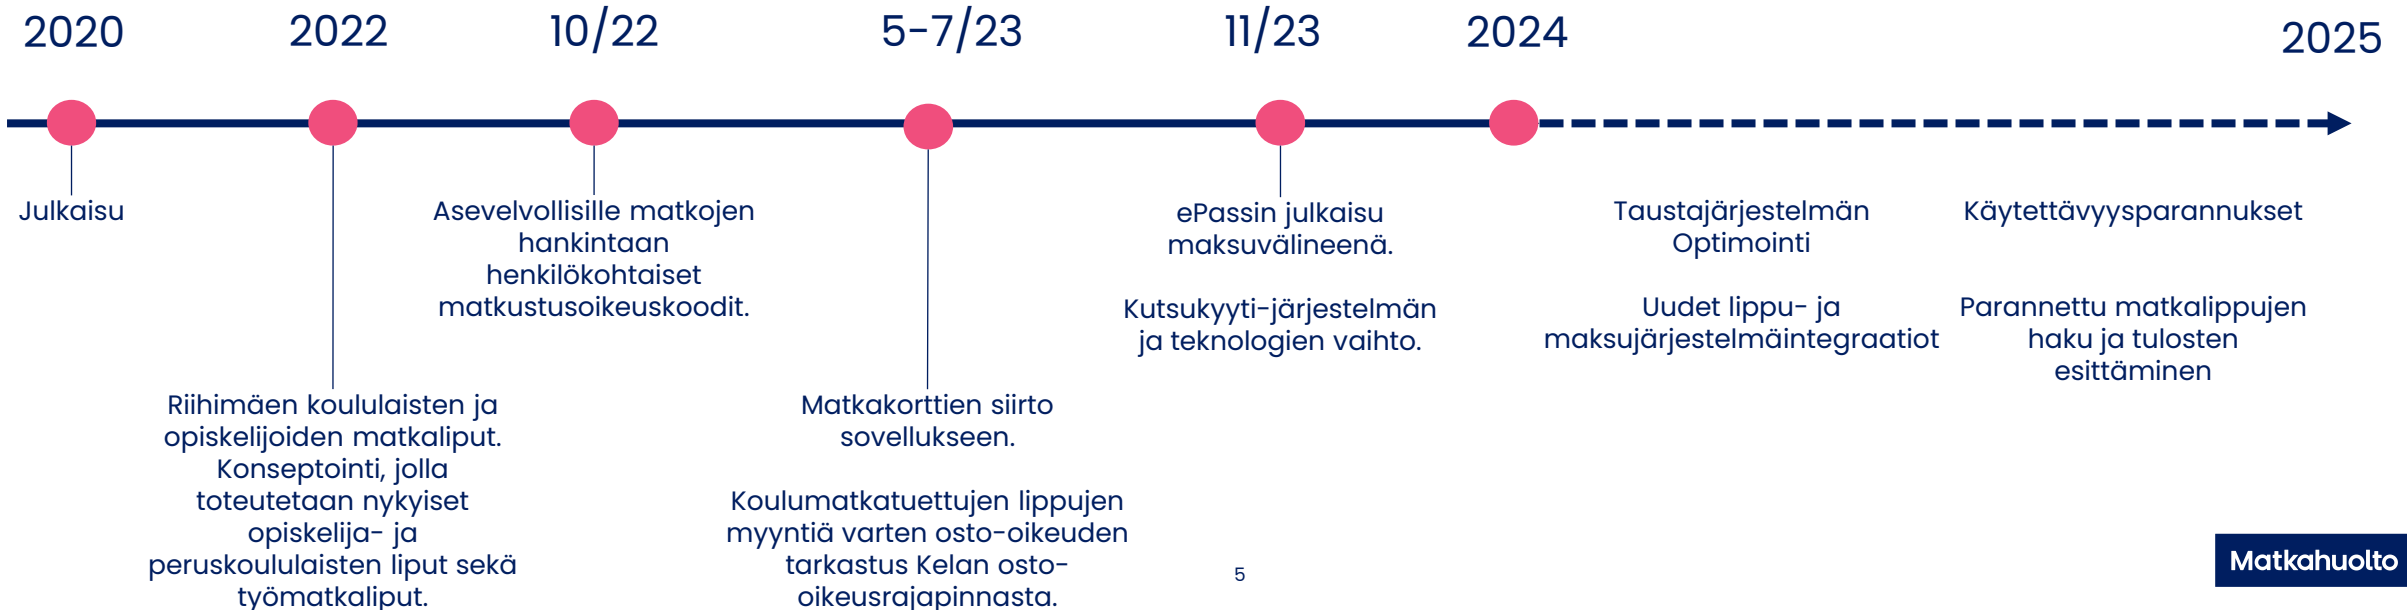 2020
2022
10/22
5-7/23
11/23
2024
2025
Julkaisu
Riihimäen koululaisten ja
opiskelijoiden matkaliput.
Konseptointi, jolla
toteutetaan nykyiset
opiskelija- ja
peruskoululaisten liput sekä
työmatkaliput.
Asevelvollisille matkojen
hankintaan
henkilökohtaiset
matkustusoikeuskoodit.
Matkakorttien siirto
sovellukseen.
Koulumatkatuettujen lippujen
myyntiä varten osto-oikeuden
tarkastus Kelan osto-
oikeusrajapinnasta.
ePassin julkaisu
maksuvälineenä.
Kutsukyyti-järjestelmän
ja teknologien vaihto.
Taustajärjestelmän
Optimointi
Uudet lippu- ja
maksujärjestelmäintegraatiot
Käytettävyysparannukset
Parannettu matkalippujen
haku ja tulosten
esittäminen
5
Matkahuolto